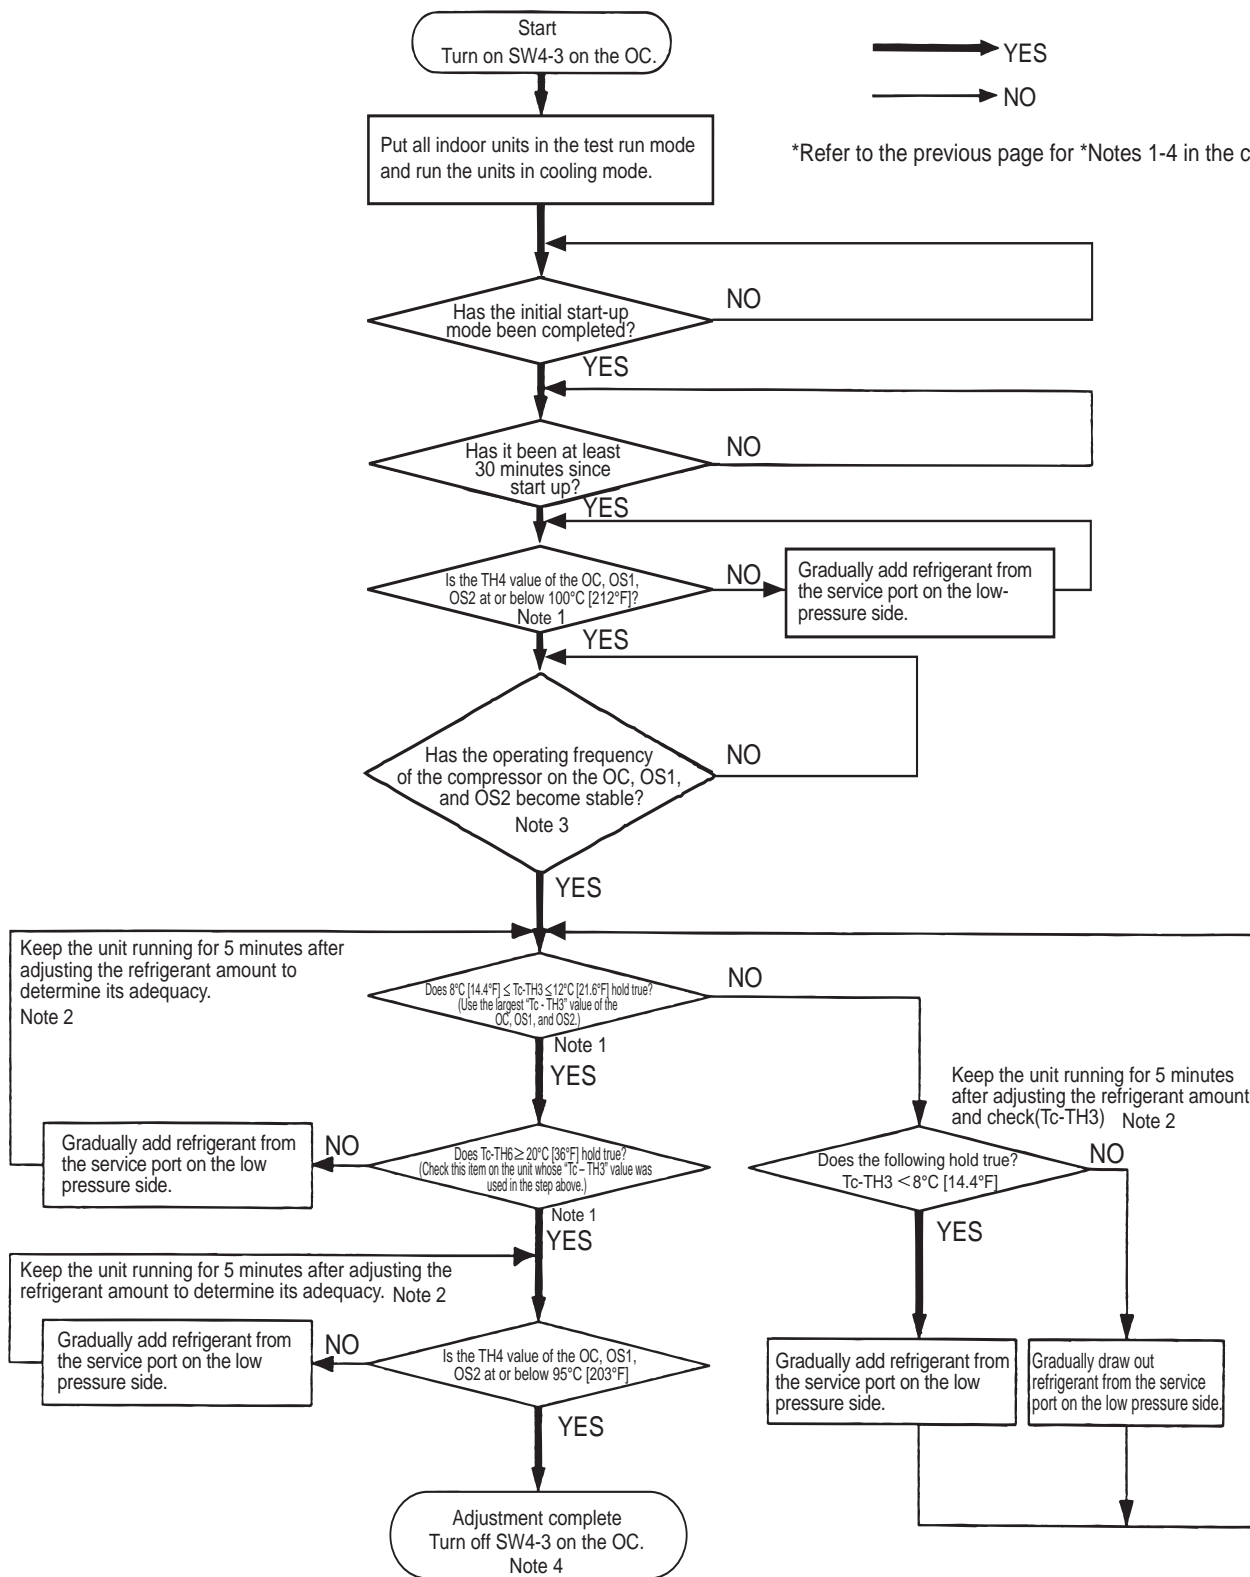 Start
Turn on SW4-3 on the OC.
YES
NO
*Refer to the previous page for *Notes 1-4 in the c
Put all indoor units in the test run mode
and run the units in cooling mode.
Has the initial start-up
mode been completed?
NO
YES
Has it been at least
30 minutes since
start up?
NO
YES
Is the TH4 value of the OC, OS1,
OS2 at or below 100°C [212°F]?
Note 1
NO
Gradually add refrigerant from
the service port on the low-
pressure side.
YES
Has the operating frequency
of the compressor on the OC, OS1,
and OS2 become stable?
Note 3
NO
YES
Keep the unit running for 5 minutes after
adjusting the refrigerant amount to
determine its adequacy.
Note 2
Does 8°C [14.4°F] ≦ Tc-TH3 ≦12°C [21.6°F] hold true?
(Use the largest “Tc - TH3” value of the
OC, OS1, and OS2.)
Note 1
NO
YES
Keep the unit running for 5 minutes
after adjusting the refrigerant amount
and check(Tc-TH3) Note 2
Gradually add refrigerant from
the service port on the low
pressure side.
NO
Does Tc-TH6 ≧ 20°C [36°F] hold true?
(Check this item on the unit whose “Tc – TH3” value was
used in the step above.)
Note 1
YES
Does the following hold true?
Tc-TH3 ＜8°C [14.4°F]
NO
YES
Keep the unit running for 5 minutes after adjusting the
refrigerant amount to determine its adequacy. Note 2
Gradually add refrigerant from
the service port on the low
pressure side.
NO
Is the TH4 value of the OC, OS1,
OS2 at or below 95°C [203°F]
YES
Gradually add refrigerant from
the service port on the low
pressure side.
Gradually draw out
refrigerant from the service
port on the low pressure side.
Adjustment complete
Turn off SW4-3 on the OC.
Note 4